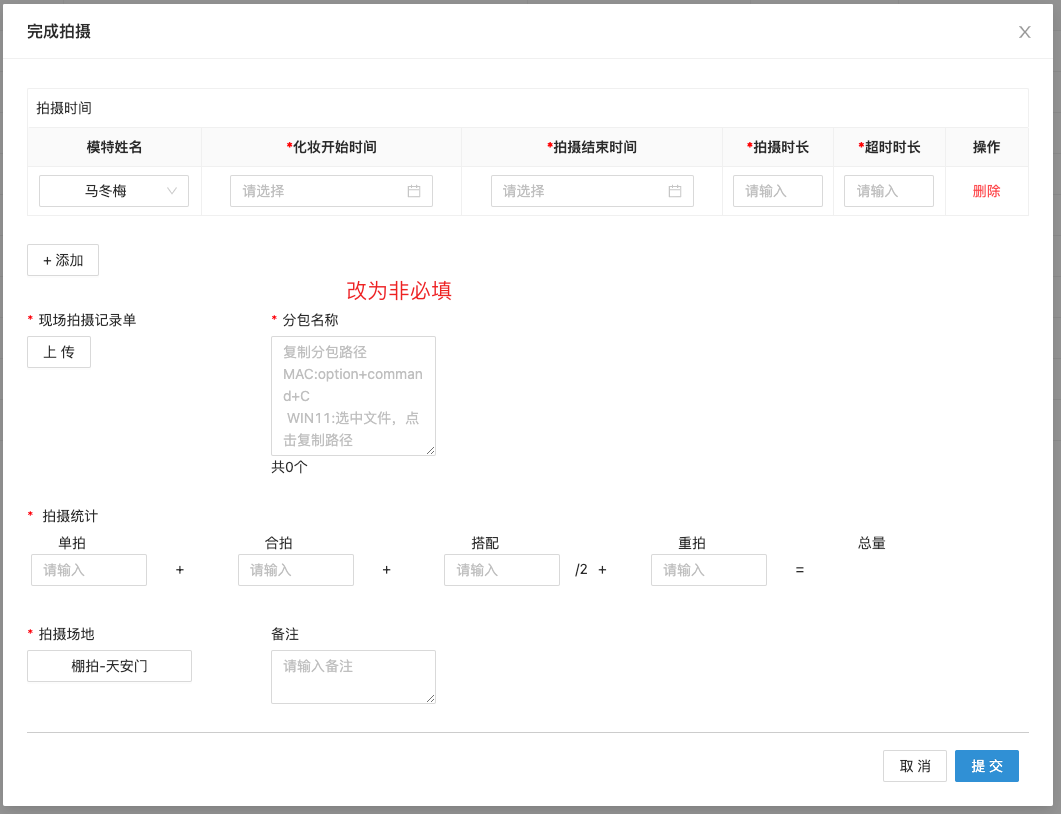 完成拍摄
拍摄时间
模特姓名 *化妆开始时间 *拍摄结束时间 *拍摄时长 *超时时长 操作
马冬梅 请选择 请选择 请输入 请输入 删除
+ 添加
改为非必填
* 现场拍摄记录单 * 分包名称
上 传
复制分包路径
MAC:option+comman
d+C
WIN11:选中文件，点
击复制路径
共0个
* 拍摄统计
单拍 合拍 搭配 重拍 总量
请输入 + 请输入 + 请输入 /2 + 请输入 =
* 拍摄场地 备注
棚拍-天安门 请输入备注
取 消 提 交